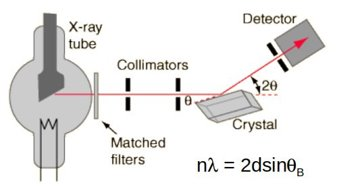 Detector
X-ray
tube
Collimators
2θ
θ
Crystal
Matched
filters
nλ = 2dsinθB